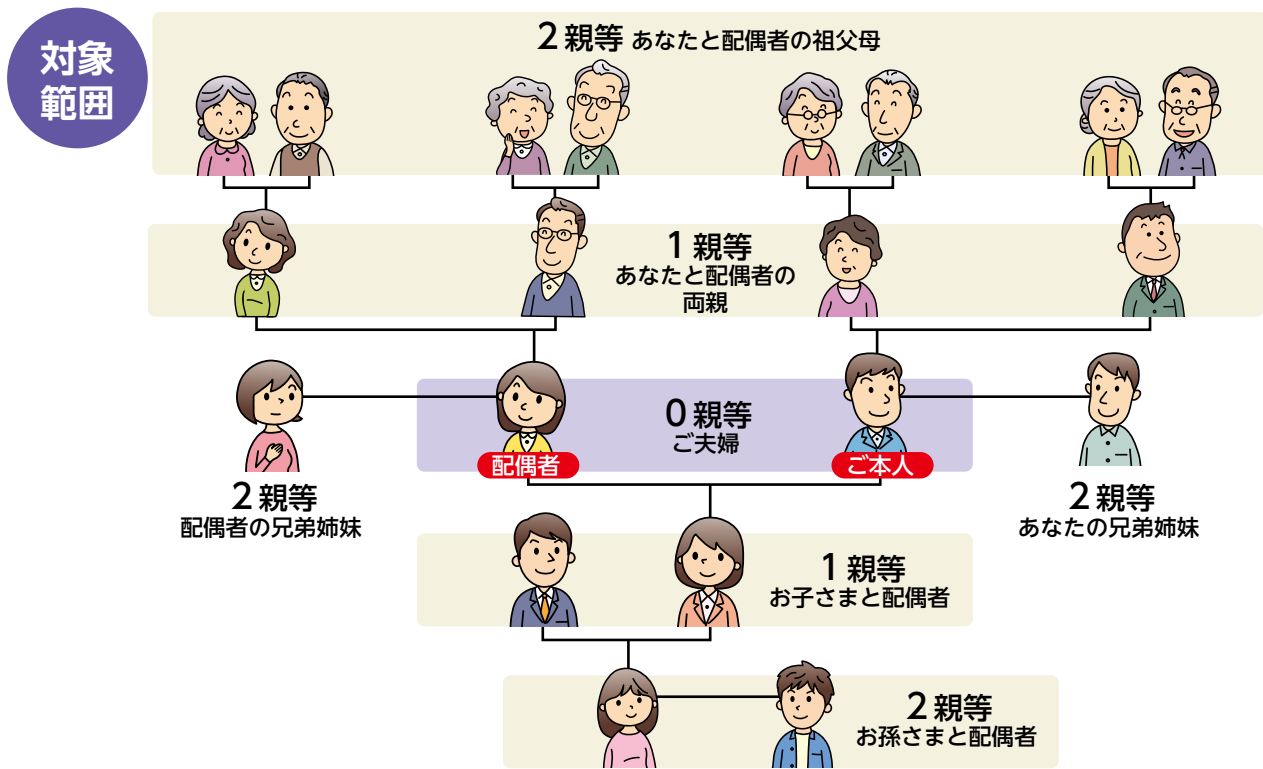 対象
範囲
2 親等 あなたと配偶者の祖父母
1 親等
あなたと配偶者の
両親
0 親等
ご夫婦
配偶者
ご本人
2 親等
配偶者の兄弟姉妹
2 親等
あなたの兄弟姉妹
1 親等
お子さまと配偶者
2 親等
お孫さまと配偶者